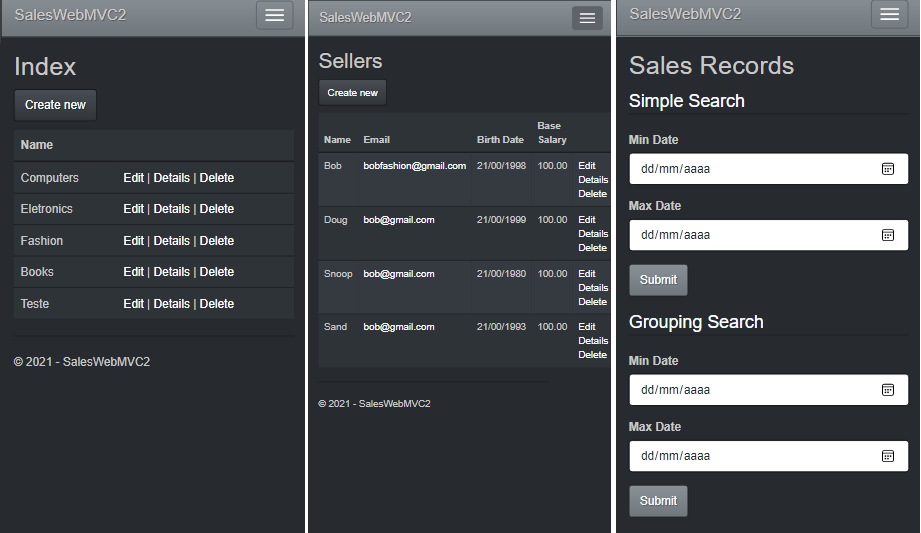 SalesWebMVC2
Index
Create new
Name
Computers Edit | Details | Delete
Eletronics Edit | Details | Delete
Fashion Edit | Details | Delete
Books Edit | Details | Delete
Teste Edit | Details | Delete
© 2021 - SalesWebMVC2
SalesWebMVC2
Sellers
Create new
Name Email Birth Date Base
Salary
Bob bobfashion@gmail.com 21/00/1998 100.00 Edit
Details
Delete
Doug bob@gmail.com 21/00/1999 100.00 Edit
Details
Delete
Snoop bob@gmail.com 21/00/1980 100.00 Edit
Details
Delete
Sand bob@gmail.com 21/00/1993 100.00 Edit
Details
Delete
© 2021 - SalesWebMVC2
SalesWebMVC2
Sales Records
Simple Search
Min Date
dd/mm/aaaa
Max Date
dd/mm/aaaa
Submit
Grouping Search
Min Date
dd/mm/aaaa
Max Date
dd/mm/aaaa
Submit